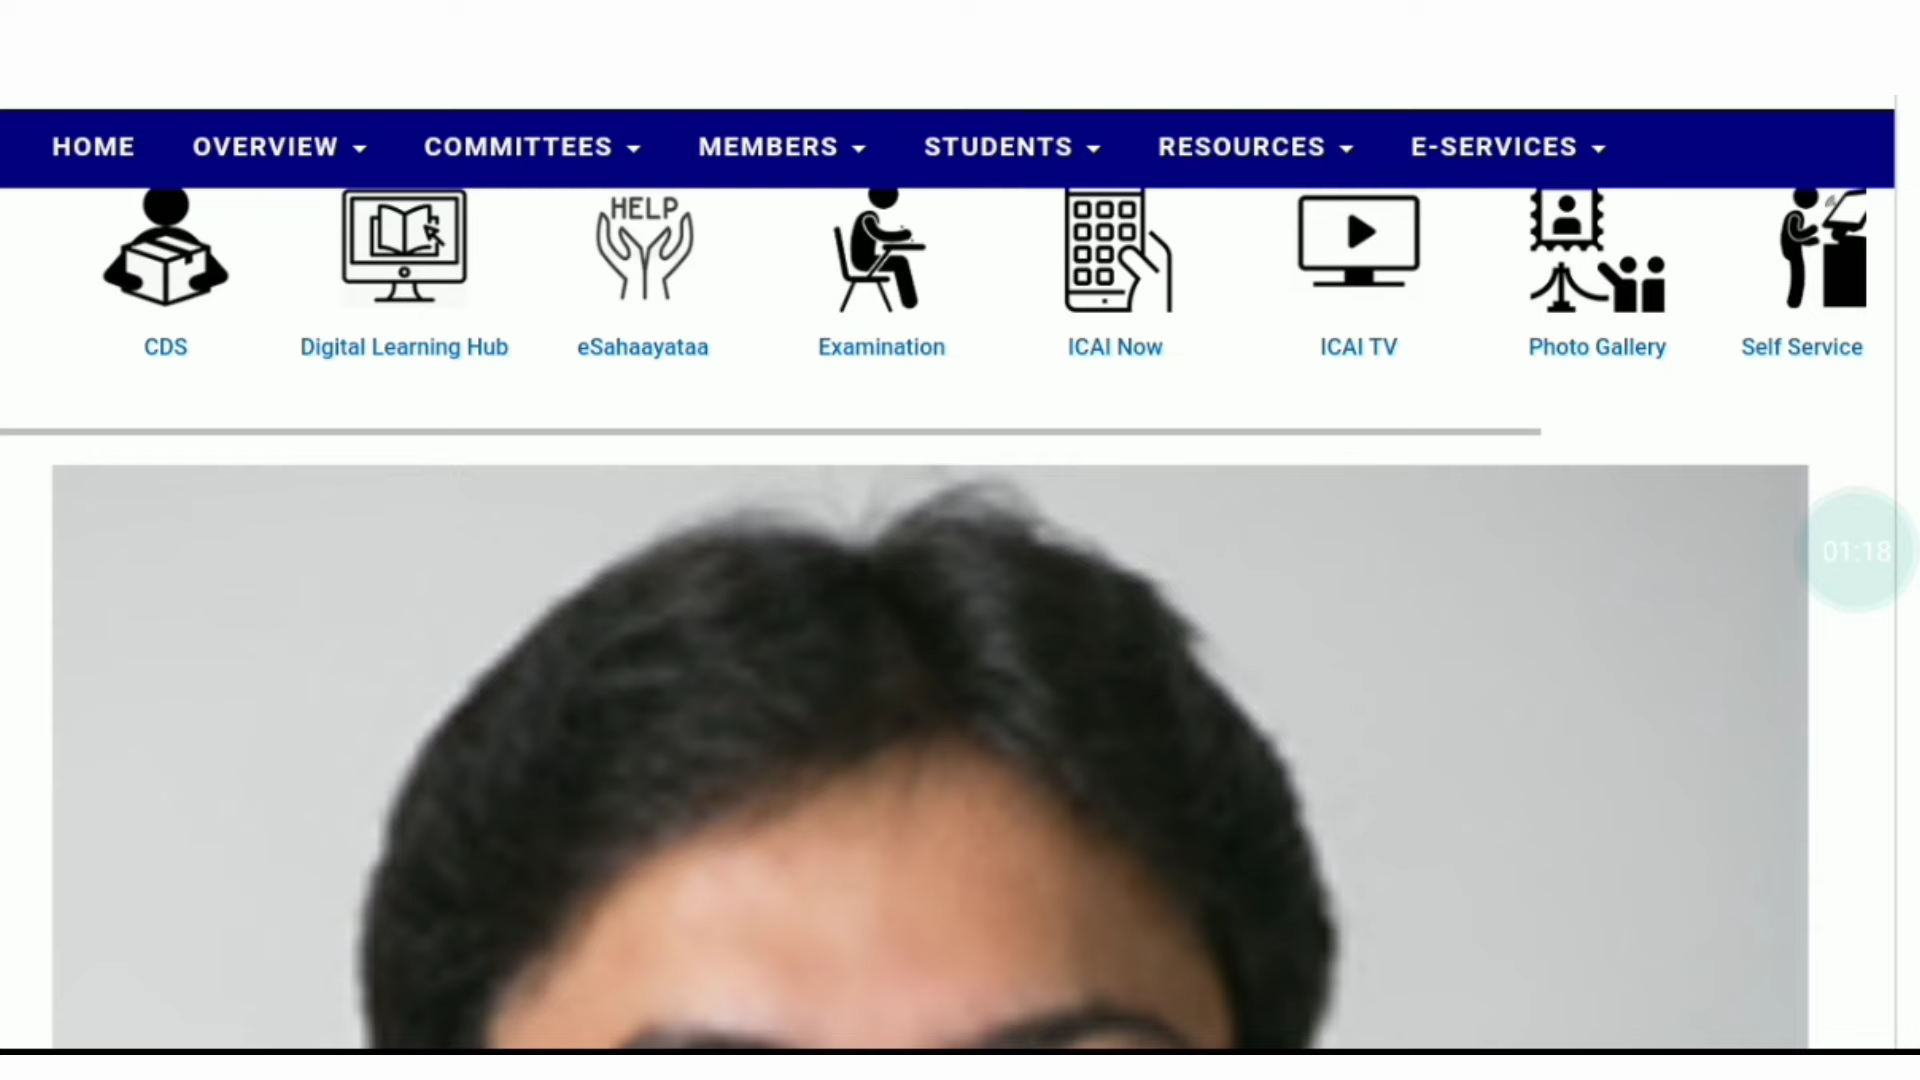 HOME OVERVIEW COMMITTEES MEMBERS STUDENTS RESOURCES E-SERVICES
HELP
CDS Digital Learning Hub eSahaayataa Examination ICAI Now ICAI TV Photo Gallery Self Service
01:18